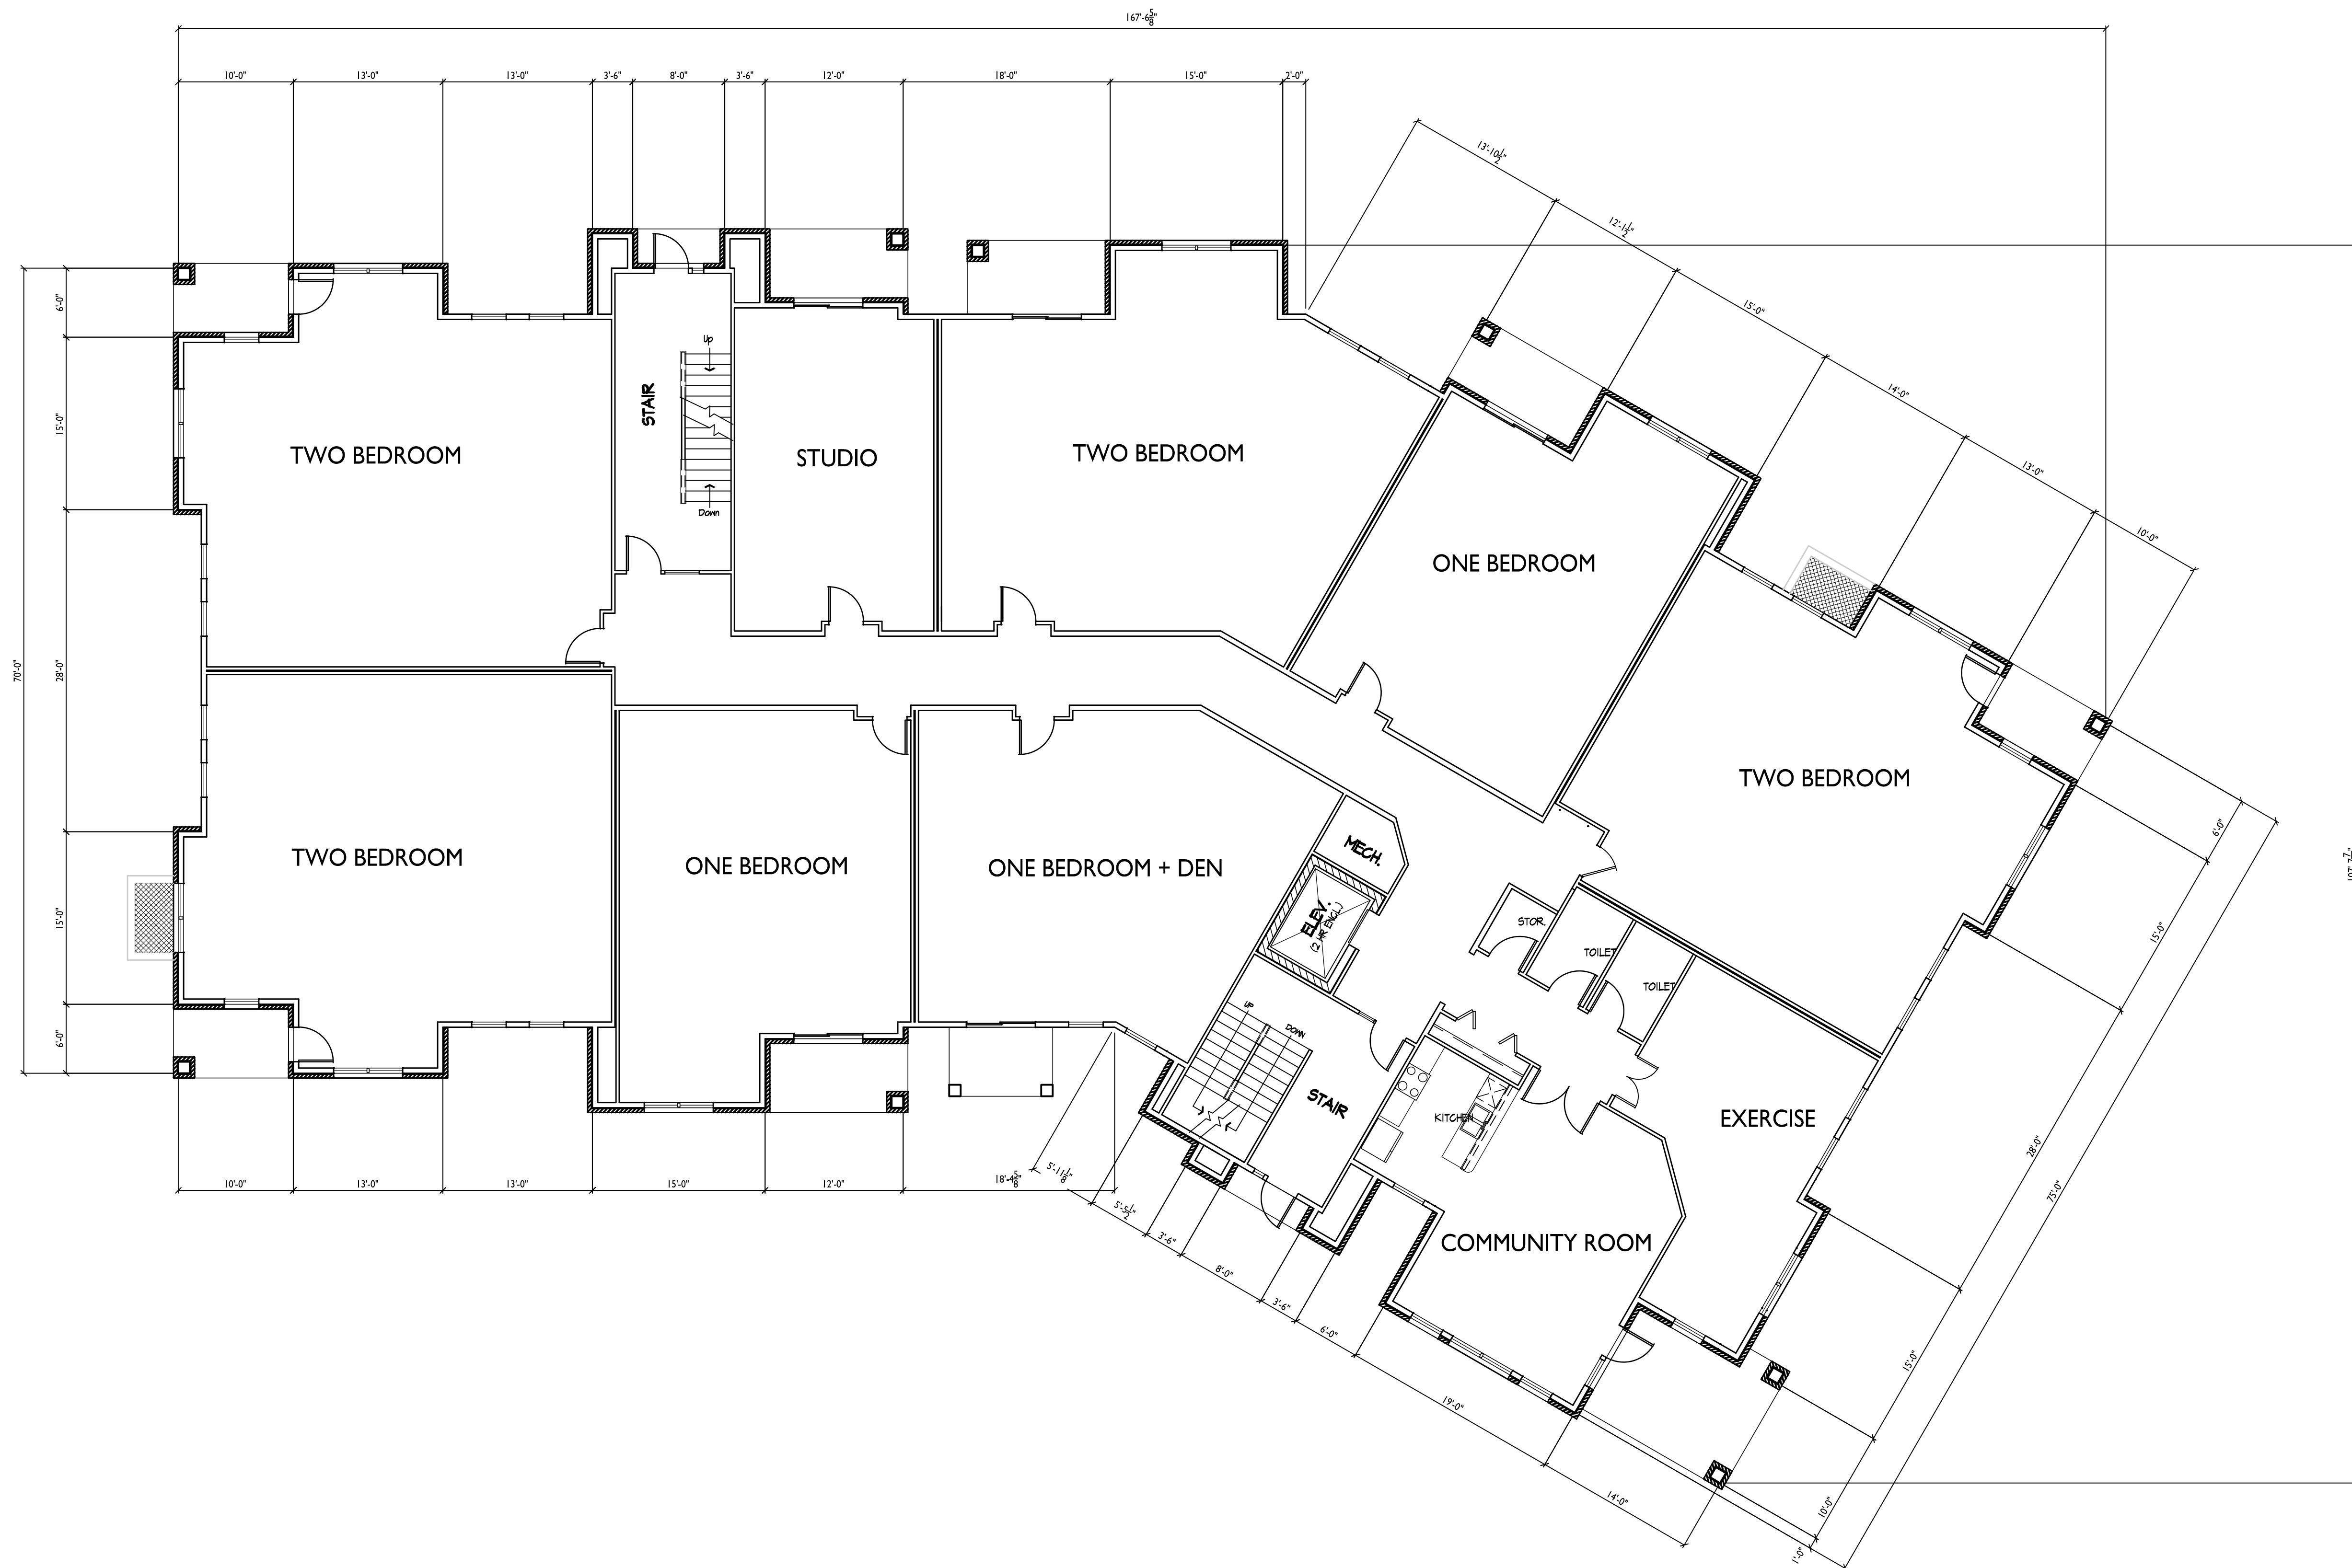 167'-6 5/8"
10'-0"
13'-0"
13'-0"
3'-6"
8'-0"
3'-6"
12'-0"
18'-0"
15'-0"
2'-0"
13'-10 1/2"
12'-1 1/2"
15'-0"
14'-0"
13'-0"
10'-0"
70'-0"
6'-0"
15'-0"
28'-0"
15'-0"
6'-0"
TWO BEDROOM
STAIR
Up
Down
STUDIO
TWO BEDROOM
ONE BEDROOM
TWO BEDROOM
TWO BEDROOM
ONE BEDROOM
ONE BEDROOM + DEN
MECH.
ELEV.
(2 HR ENCL.)
STOR.
TOILET
TOILET
UP
DOWN
STAIR
KITCHEN
EXERCISE
COMMUNITY ROOM
6'-0"
15'-0"
28'-0"
75'-0"
15'-0"
10'-0"
1'-0"
10'-0"
13'-0"
13'-0"
15'-0"
12'-0"
18'-4 5/8"
5'-11 1/8"
5'-5 1/2"
3'-6"
8'-0"
3'-6"
6'-0"
19'-0"
14'-0"